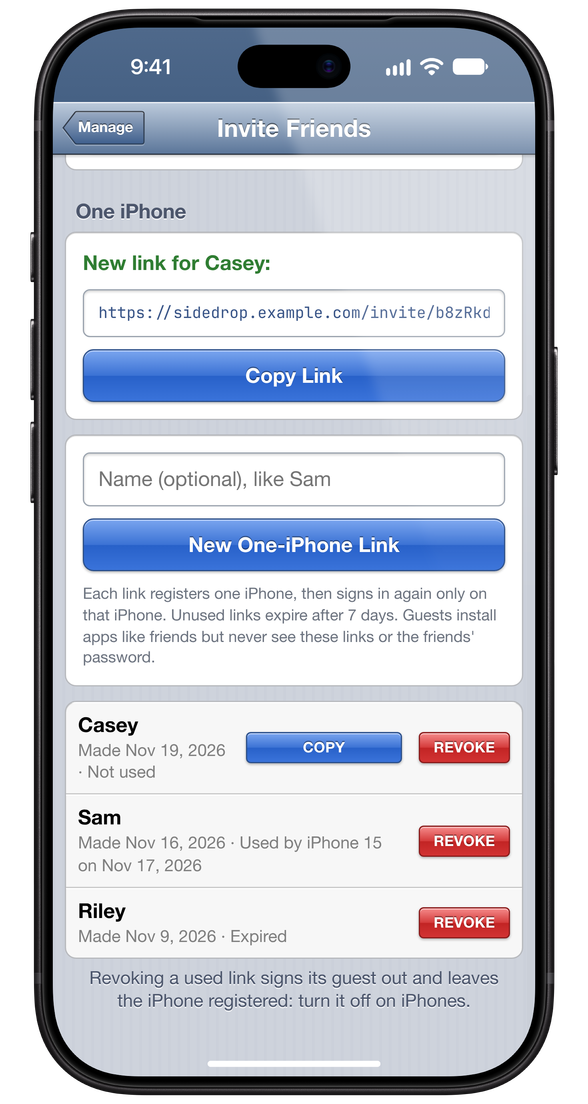 9:41
Manage
Invite Friends
One iPhone
New link for Casey:
https://sidedrop.example.com/invite/b8zRkd
Copy Link
Name (optional), like Sam
New One-iPhone Link
Each link registers one iPhone, then signs in again only on
that iPhone. Unused links expire after 7 days. Guests install
apps like friends but never see these links or the friends'
password.
Casey
Made Nov 19, 2026
· Not used
COPY
REVOKE
Sam
Made Nov 16, 2026 · Used by iPhone 15
on Nov 17, 2026
REVOKE
Riley
Made Nov 9, 2026 · Expired
REVOKE
Revoking a used link signs its guest out and leaves
the iPhone registered: turn it off on iPhones.